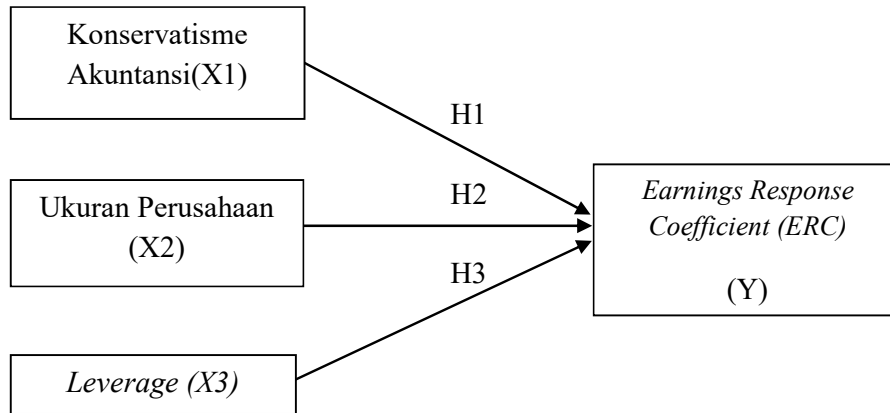 Konservatisme
Akuntansi(X1)
H1
Ukuran Perusahaan
(X2)
H2
Leverage (X3)
H3
Earnings Response
Coefficient (ERC)
(Y)